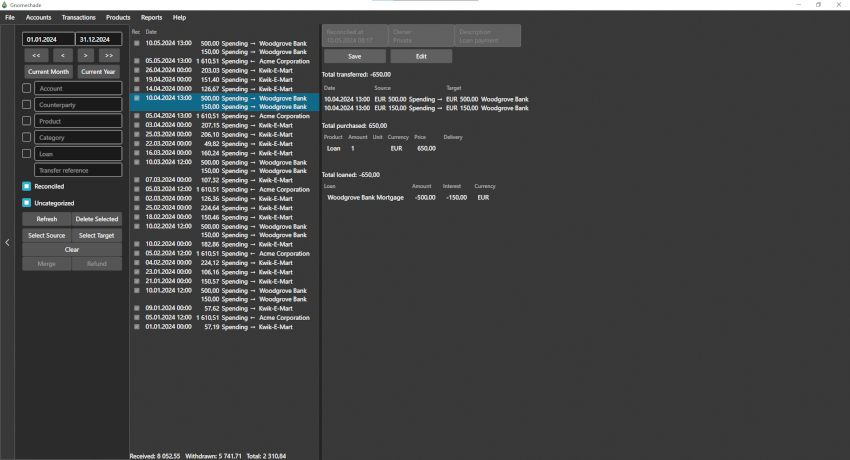 Gnomeshade
File Accounts Transactions Products Reports Help
01.01.2024 31.12.2024
<< < > >>
Current Month Current Year
Account
Counterparty
Product
Category
Loan
Transfer reference
Reconciled
Uncategorized
Refresh Delete Selected
Select Source Select Target
Clear
Merge Refund
Rec Date
10.05.2024 13:00 500,00 Spending → Woodgrove Bank
150,00 Spending → Woodgrove Bank
05.05.2024 13:00 1 610,51 Spending ← Acme Corporation
26.04.2024 00:00 203,03 Spending → Kwik-E-Mart
19.04.2024 00:00 151,40 Spending → Kwik-E-Mart
14.04.2024 00:00 126,67 Spending → Kwik-E-Mart
10.04.2024 13:00 500,00 Spending → Woodgrove Bank
150,00 Spending → Woodgrove Bank
05.04.2024 13:00 1 610,51 Spending ← Acme Corporation
03.04.2024 00:00 207,15 Spending → Kwik-E-Mart
25.03.2024 00:00 206,10 Spending → Kwik-E-Mart
22.03.2024 00:00 49,82 Spending → Kwik-E-Mart
16.03.2024 00:00 160,24 Spending → Kwik-E-Mart
10.03.2024 12:00 500,00 Spending → Woodgrove Bank
150,00 Spending → Woodgrove Bank
07.03.2024 00:00 107,32 Spending → Kwik-E-Mart
05.03.2024 12:00 1 610,51 Spending ← Acme Corporation
02.03.2024 00:00 126,36 Spending → Kwik-E-Mart
25.02.2024 00:00 224,64 Spending → Kwik-E-Mart
18.02.2024 00:00 150,46 Spending → Kwik-E-Mart
10.02.2024 12:00 500,00 Spending → Woodgrove Bank
150,00 Spending → Woodgrove Bank
10.02.2024 00:00 182,86 Spending → Kwik-E-Mart
05.02.2024 12:00 1 610,51 Spending ← Acme Corporation
04.02.2024 00:00 224,12 Spending → Kwik-E-Mart
23.01.2024 00:00 106,16 Spending → Kwik-E-Mart
21.01.2024 00:00 150,57 Spending → Kwik-E-Mart
10.01.2024 12:00 500,00 Spending → Woodgrove Bank
150,00 Spending → Woodgrove Bank
09.01.2024 00:00 57,62 Spending → Kwik-E-Mart
05.01.2024 12:00 1 610,51 Spending ← Acme Corporation
01.01.2024 00:00 57,19 Spending → Kwik-E-Mart
Received: 8 052,55 Withdrawn: 5 741,71 Total: 2 310,84
Reconciled at Owner Description
10.05.2024 08:17 Private Loan payment
Save Edit
Total transferred: -650,00
Date Source Target
10.04.2024 13:00 EUR 500,00 Spending → EUR 500,00 Woodgrove Bank
10.04.2024 13:00 EUR 150,00 Spending → EUR 150,00 Woodgrove Bank
Total purchased: 650,00
Product Amount Unit Currency Price Delivery
Loan 1 EUR 650,00
Total loaned: -650,00
Loan Amount Interest Currency
Woodgrove Bank Mortgage -500,00 -150,00 EUR